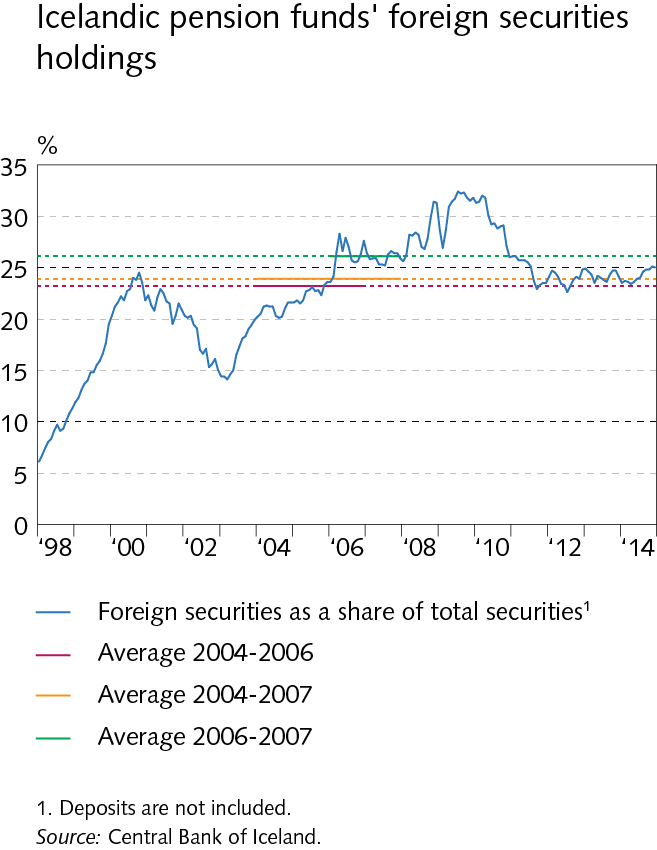 Icelandic pension funds' foreign securities
holdings
%
35
30
25
20
15
10
5
0
‘98 ‘00 ‘02 ‘04 ‘06 ‘08 ‘10 ‘12 ‘14
Foreign securities as a share of total securities¹
Average 2004-2006
Average 2004-2007
Average 2006-2007
1. Deposits are not included.
Source: Central Bank of Iceland.